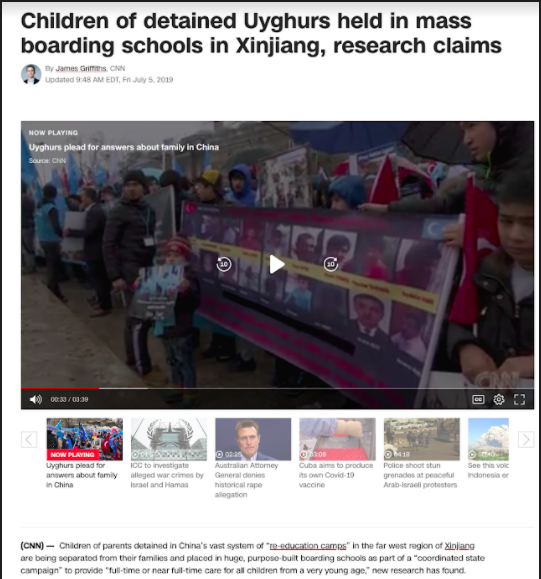 Children of detained Uyghurs held in mass
boarding schools in Xinjiang, research claims
By James Griffiths, CNN
Updated 9:48 AM EDT, Fri July 5, 2019
NOW PLAYING
Uyghurs plead for answers about family in China
Source: CNN
10
10
CNN
00:33 / 03:39
CC
NOW PLAYING
02:25
03:08
04:18
Uyghurs plead for
answers about family
in China
ICC to investigate
alleged war crimes by
Israel and Hamas
Australian Attorney
General denies
historical rape
allegation
Cuba aims to produce
its own Covid-19
vaccine
Police shoot stun
grenades at peaceful
Arab-Israeli protesters
See this volc
Indonesia er
(CNN) — Children of parents detained in China's vast system of "re-education camps" in the far west region of Xinjiang
are being separated from their families and placed in huge, purpose-built boarding schools as part of a "coordinated state
campaign" to provide "full-time or near full-time care for all children from a very young age," new research has found.